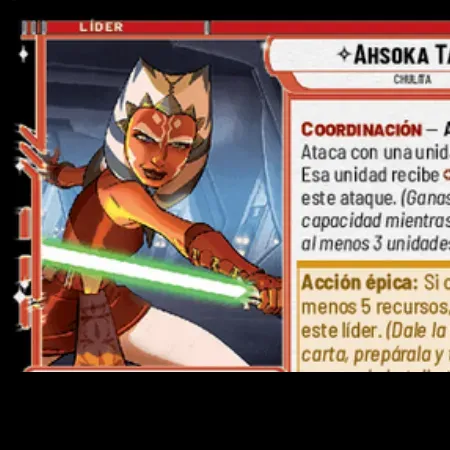 LÍDER
AHSOKA TA
CHULITA
COORDINACIÓN – A
Ataca con una unid
Esa unidad recibe
este ataque. (Ganas
capacidad mientras
al menos 3 unidades
Acción épica: Si c
menos 5 recursos,
este líder. (Dale la
carta, prepárala y